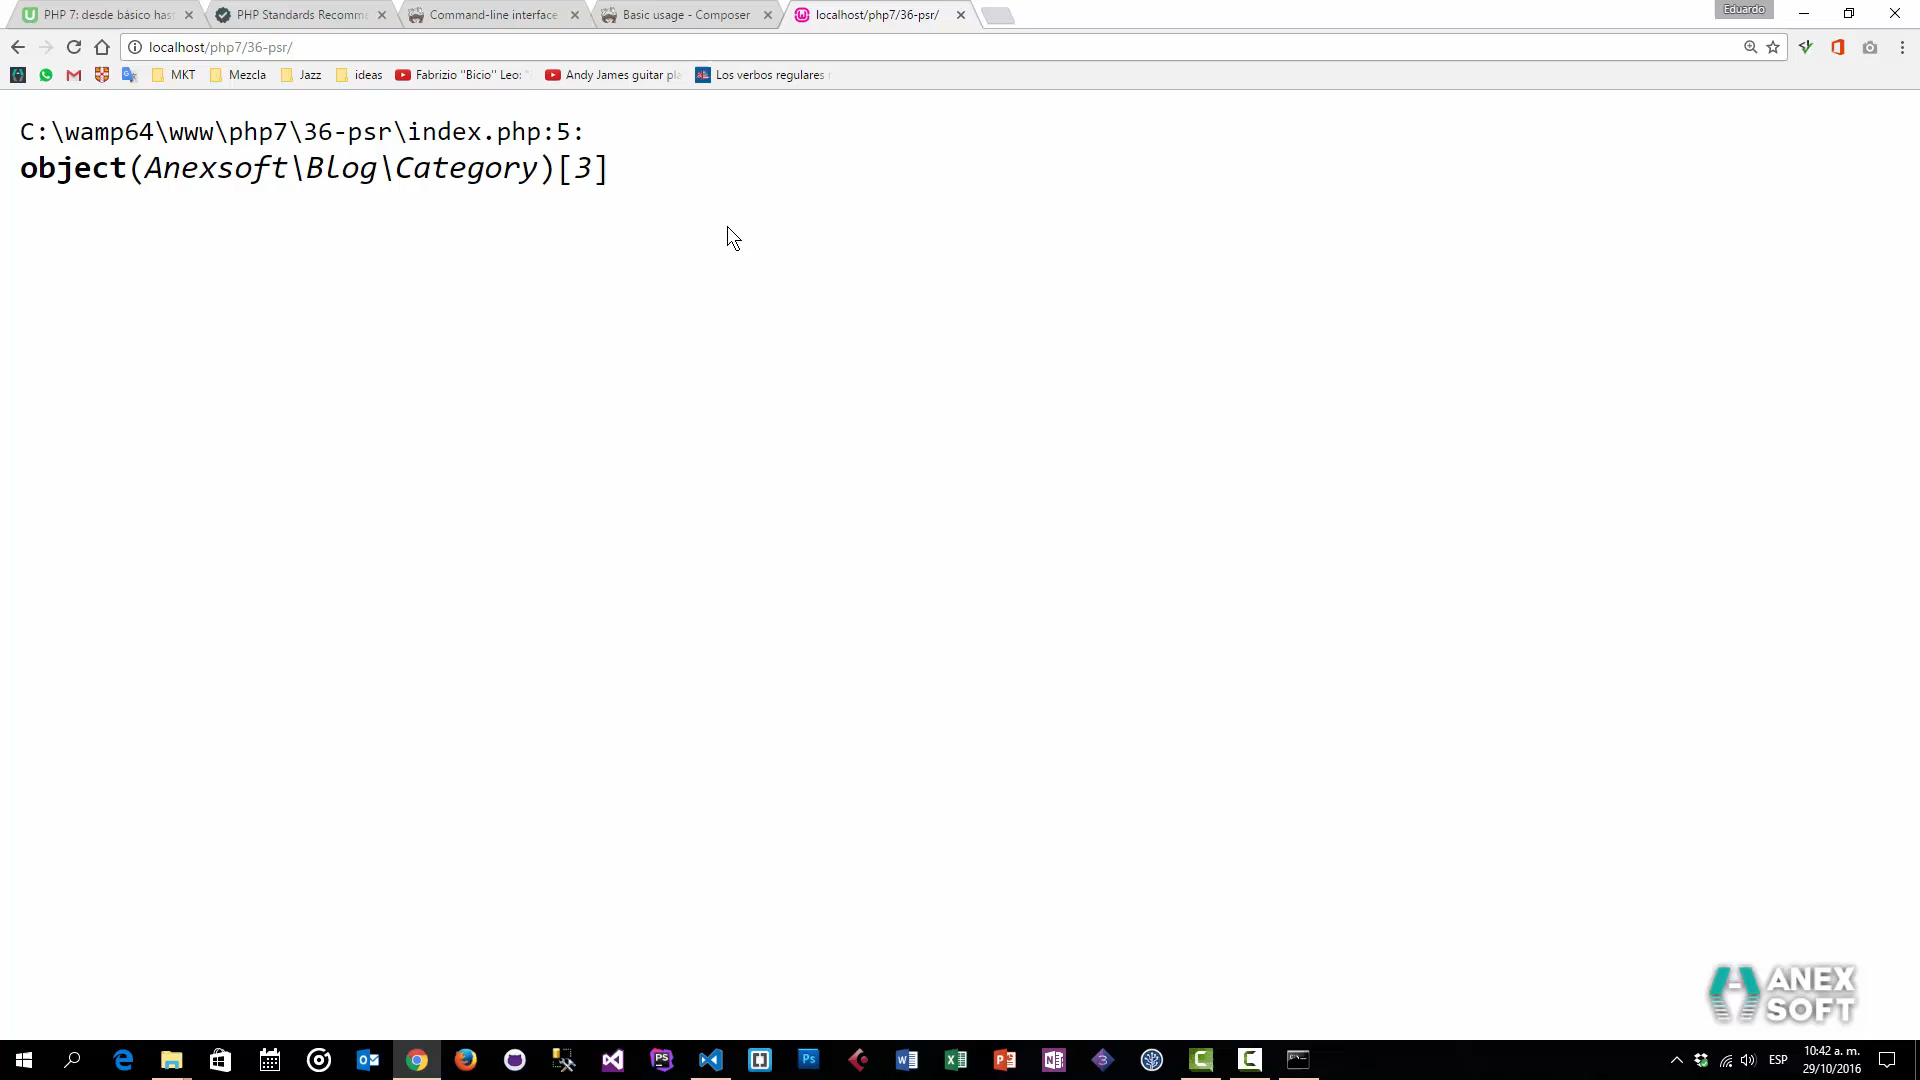 PHP 7: desde básico has
PHP Standards Recomme
Command-line interface
Basic usage - Composer
localhost/php7/36-psr/
Eduardo
localhost/php7/36-psr/
MKT
Mezcla
Jazz
ideas
Fabrizio "Bicio" Leo:
Andy James guitar pla
Los verbos regulares
C:\wamp64\www\php7\36-psr\index.php:5:
object(Anexsoft\Blog\Category)[3]
ANEX
SOFT
ESP
10:42 a. m.
29/10/2016